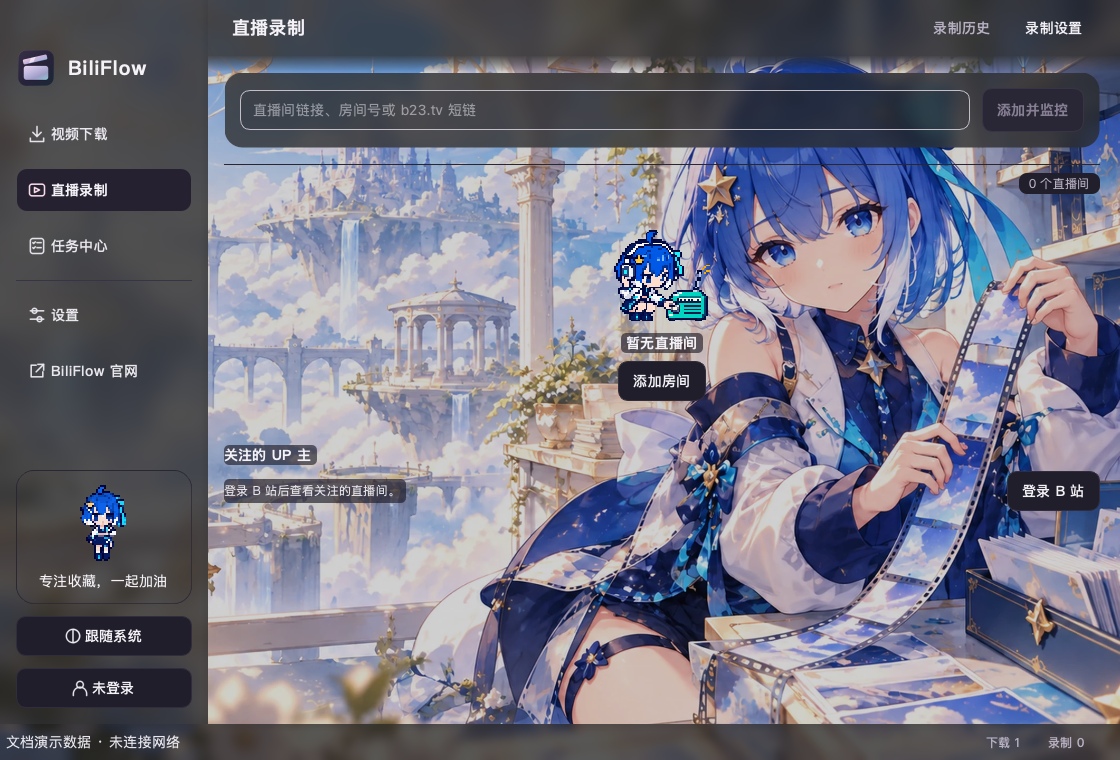 直播录制
录制历史
录制设置
BiliFlow
直播间链接、房间号或 b23.tv 短链
添加并监控
视频下载
直播录制
0 个直播间
任务中心
设置
暂无直播间
BiliFlow 官网
添加房间
关注的 UP 主
登录 B 站后查看关注的直播间。
登录 B 站
专注收藏，一起加油
跟随系统
未登录
文档演示数据 · 未连接网络
下载 1
录制 0